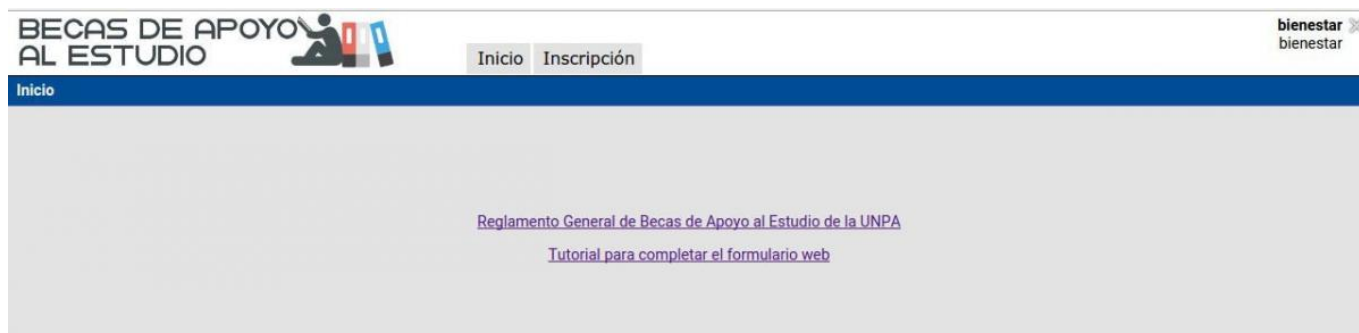 BECAS DE APOYO
AL ESTUDIO
Inicio Inscripción
bienestar
bienestar
Inicio
Reglamento General de Becas de Apoyo al Estudio de la UNPA
Tutorial para completar el formulario web